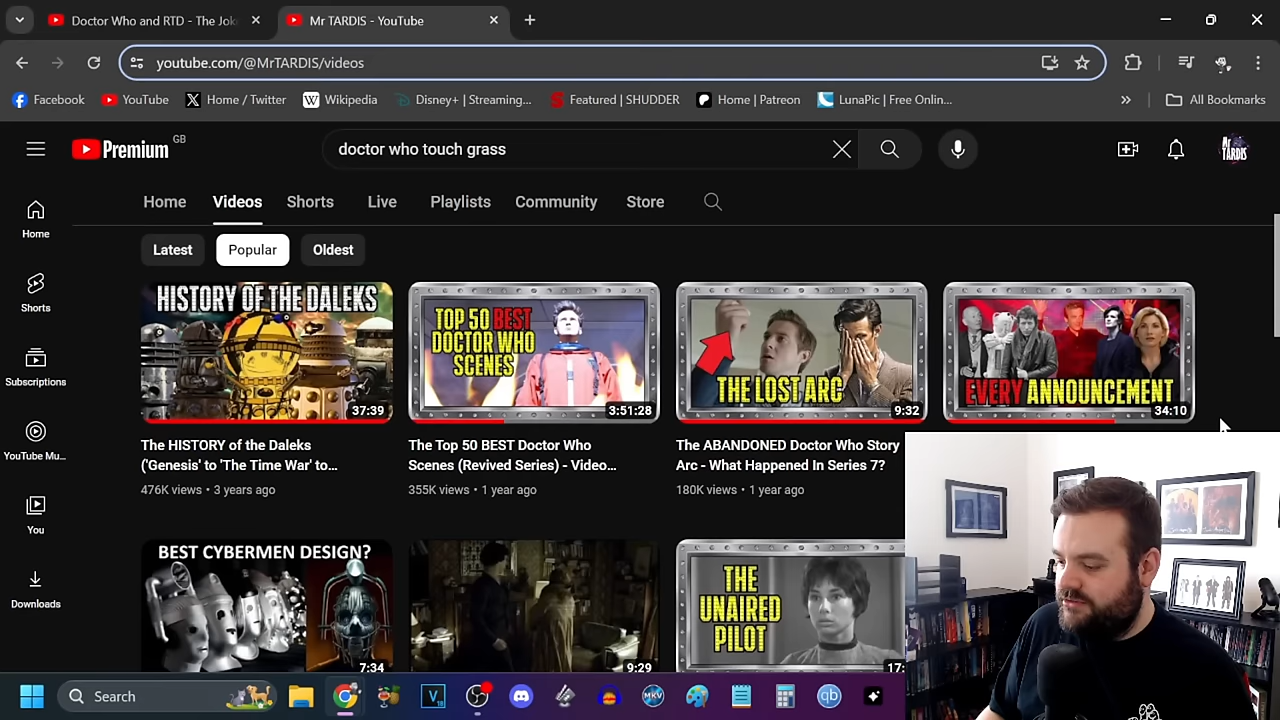 Doctor Who and RTD - The Jok
Mr TARDIS - YouTube
youtube.com/@MrTARDIS/videos
Facebook
YouTube
Home / Twitter
Wikipedia
Disney+ | Streaming...
Featured | SHUDDER
Home | Patreon
LunaPic | Free Onlin...
»
All Bookmarks
Premium GB
doctor who touch grass
Mr
TARDIS
Home
Videos
Shorts
Live
Playlists
Community
Store
Latest
Popular
Oldest
Home
Shorts
Subscriptions
YouTube Mu...
You
Downloads
HISTORY OF THE DALEKS
37:39
The HISTORY of the Daleks
('Genesis' to 'The Time War' to...
476K views • 3 years ago
TOP 50 BEST
DOCTOR WHO
SCENES
3:51:28
The Top 50 BEST Doctor Who
Scenes (Revived Series) - Video...
355K views • 1 year ago
THE LOST ARC
9:32
The ABANDONED Doctor Who Story
Arc - What Happened In Series 7?
180K views • 1 year ago
EVERY ANNOUNCEMENT
34:10
BEST CYBERMEN DESIGN?
7:34
9:29
THE
UNAIRED
PILOT
17:
Search
MKV
qb